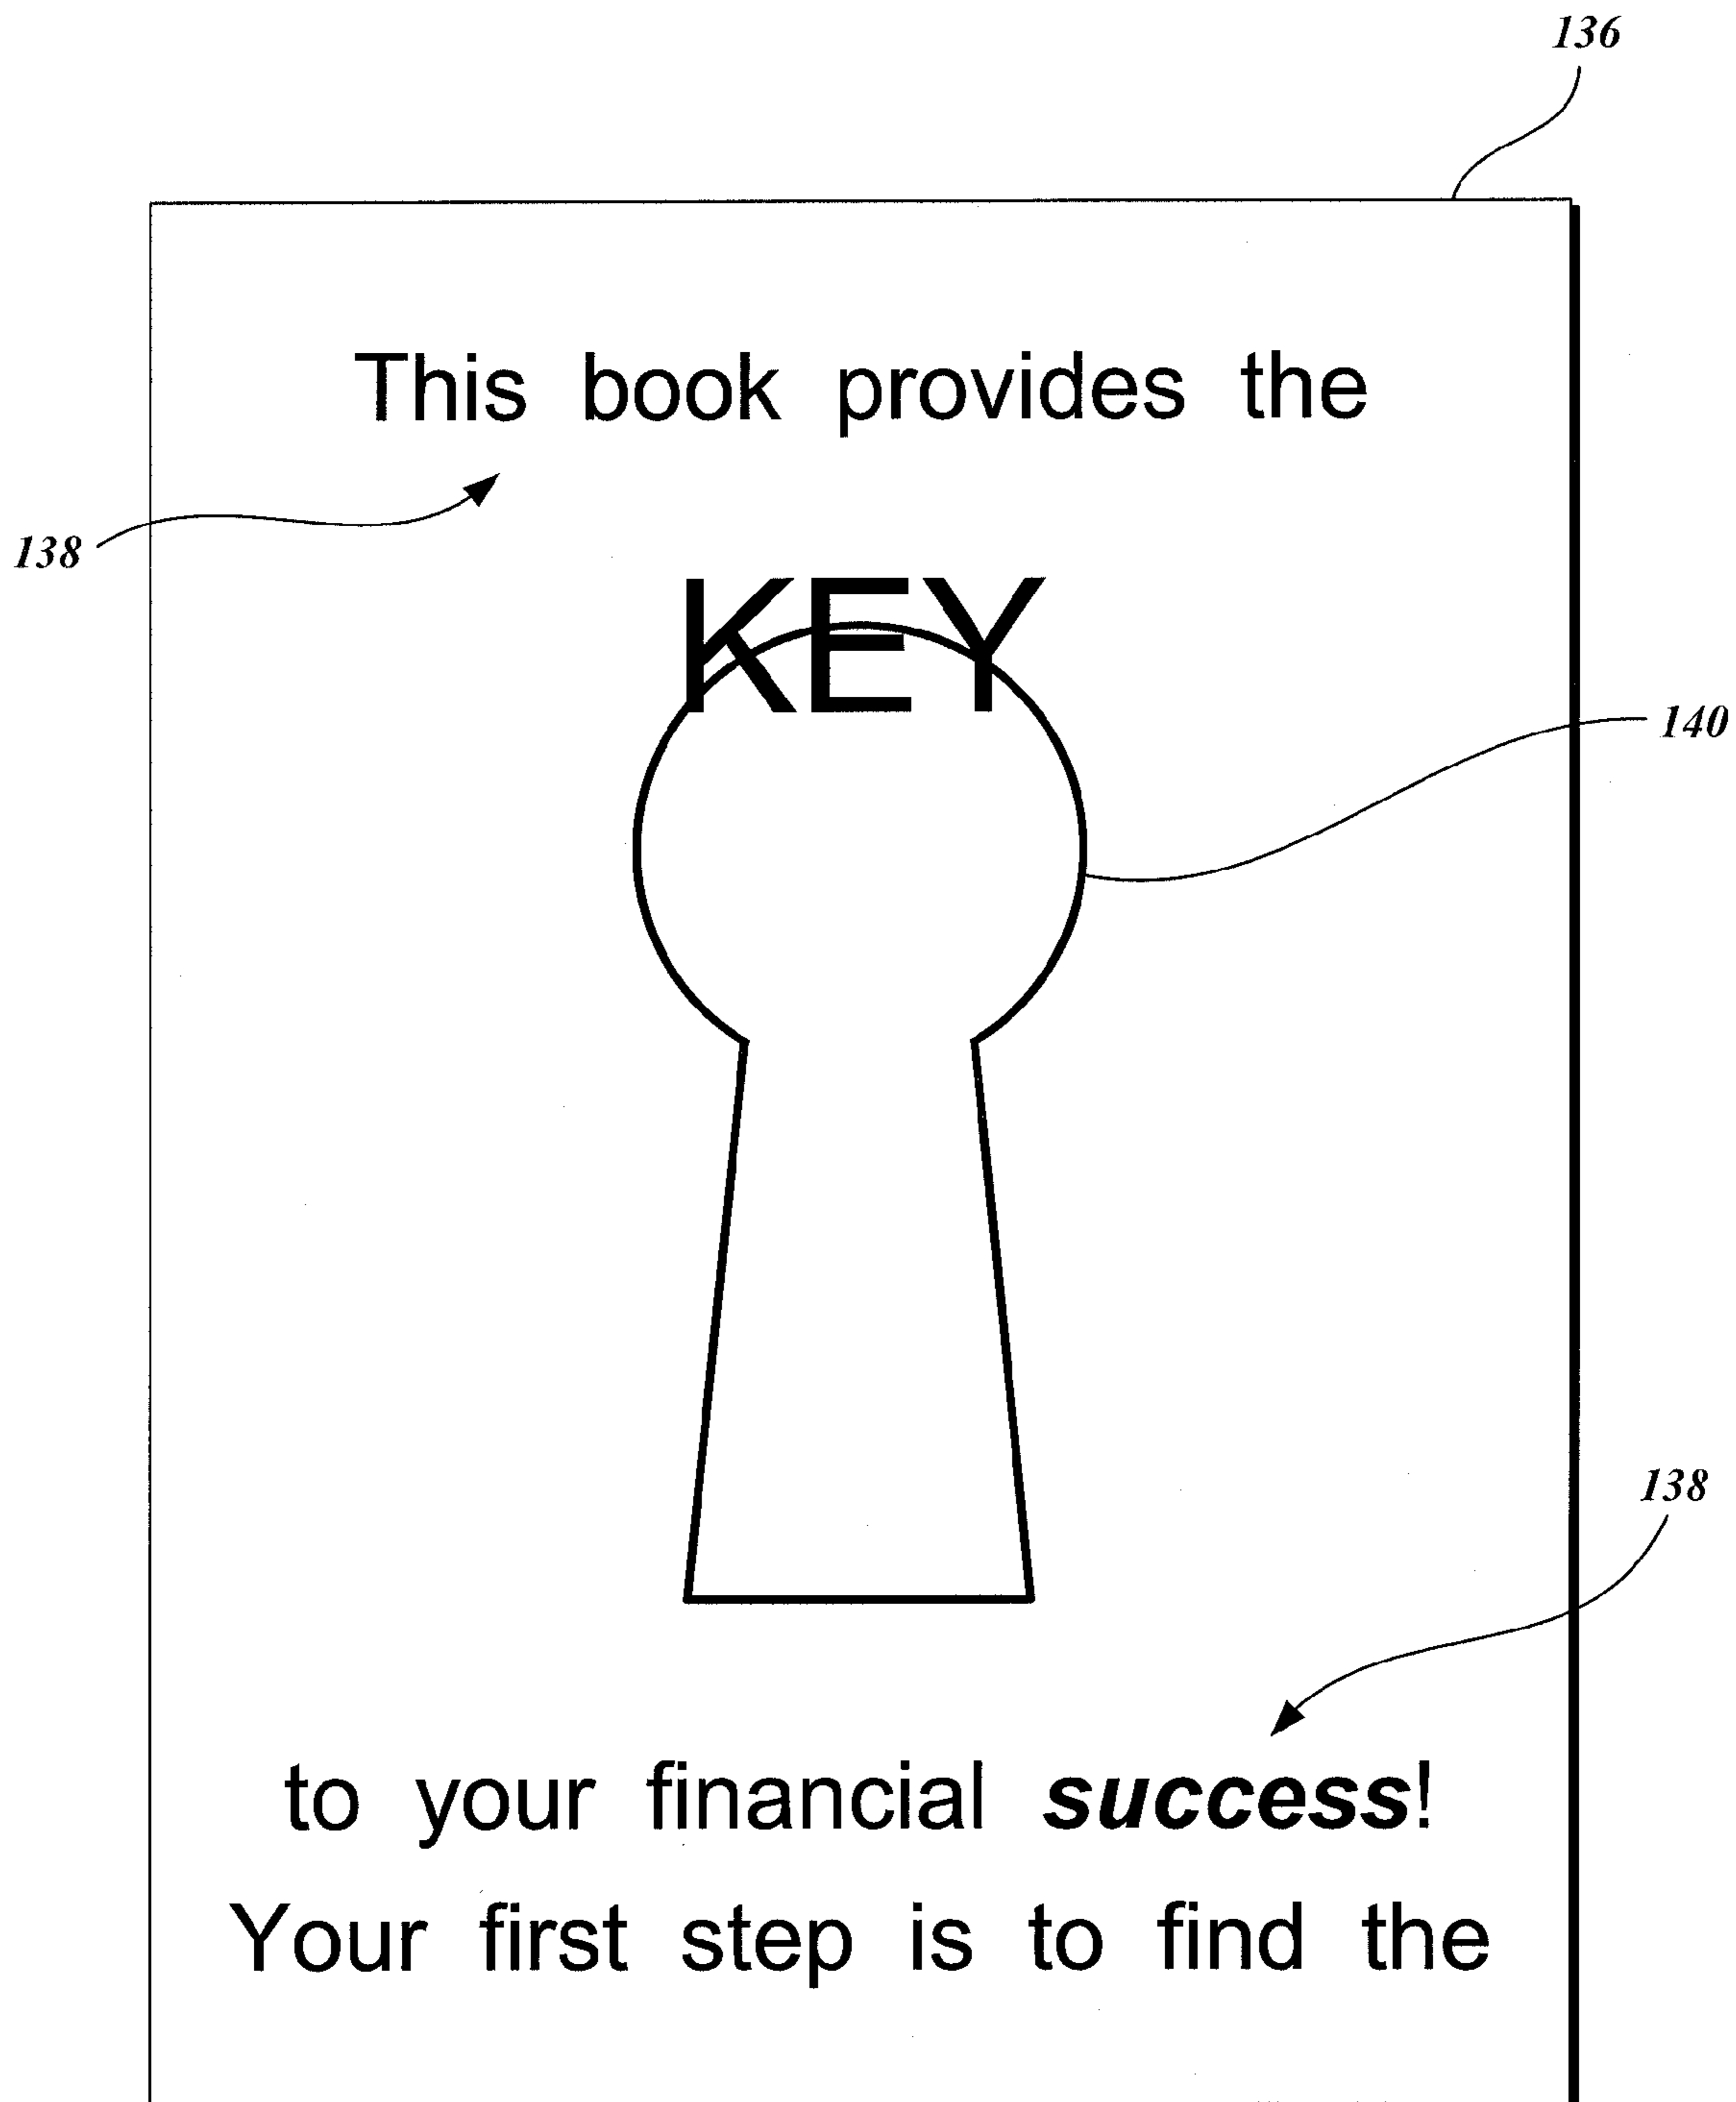 136
This book provides the
138
KEY
140
138
to your financial success!
Your first step is to find the